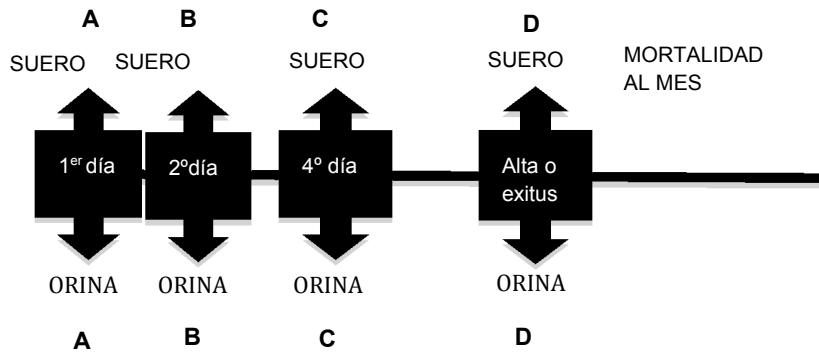 A B C D
SUERO SUERO SUERO SUERO MORTALIDAD
AL MES
1er día 2ºdía 4º día Alta o
exitus
ORINA ORINA ORINA ORINA
A B C D